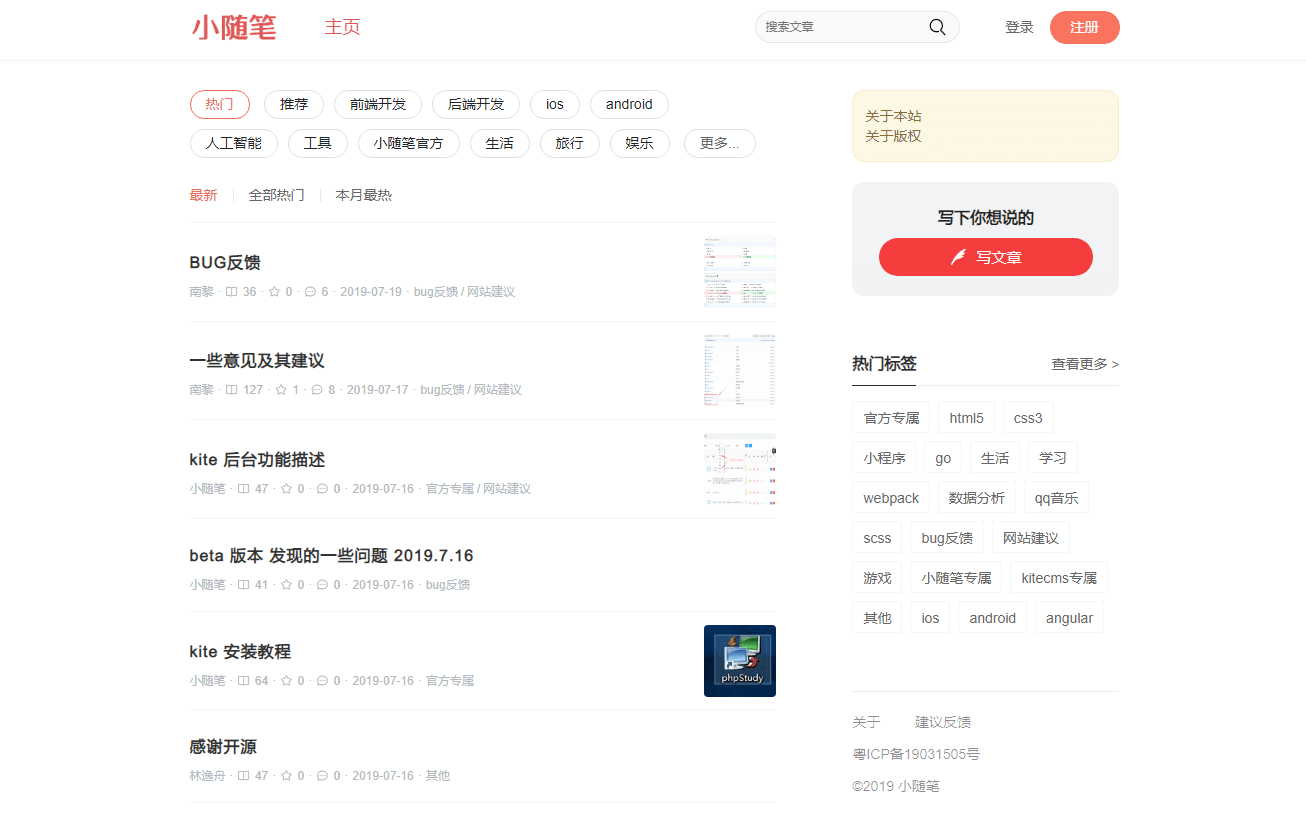 小随笔 主页 搜索文章 登录 注册
热门 推荐 前端开发 后端开发 ios android
人工智能 工具 小随笔官方 生活 旅行 娱乐 更多...
最新 全部热门 本月最热
BUG反馈
南黎 · 36 · 0 · 6 · 2019-07-19 · bug反馈 / 网站建议
一些意见及其建议
南黎 · 127 · 1 · 8 · 2019-07-17 · bug反馈 / 网站建议
kite 后台功能描述
小随笔 · 47 · 0 · 0 · 2019-07-16 · 官方专属 / 网站建议
beta 版本 发现的一些问题 2019.7.16
小随笔 · 41 · 0 · 0 · 2019-07-16 · bug反馈
kite 安装教程
小随笔 · 64 · 0 · 0 · 2019-07-16 · 官方专属
phpStudy
感谢开源
林逸舟 · 47 · 0 · 0 · 2019-07-16 · 其他
关于本站
关于版权
写下你想说的
写文章
热门标签 查看更多 >
官方专属 html5 css3
小程序 go 生活 学习
webpack 数据分析 qq音乐
scss bug反馈 网站建议
游戏 小随笔专属 kitecms专属
其他 ios android angular
关于 建议反馈
粤ICP备19031505号
©2019 小随笔